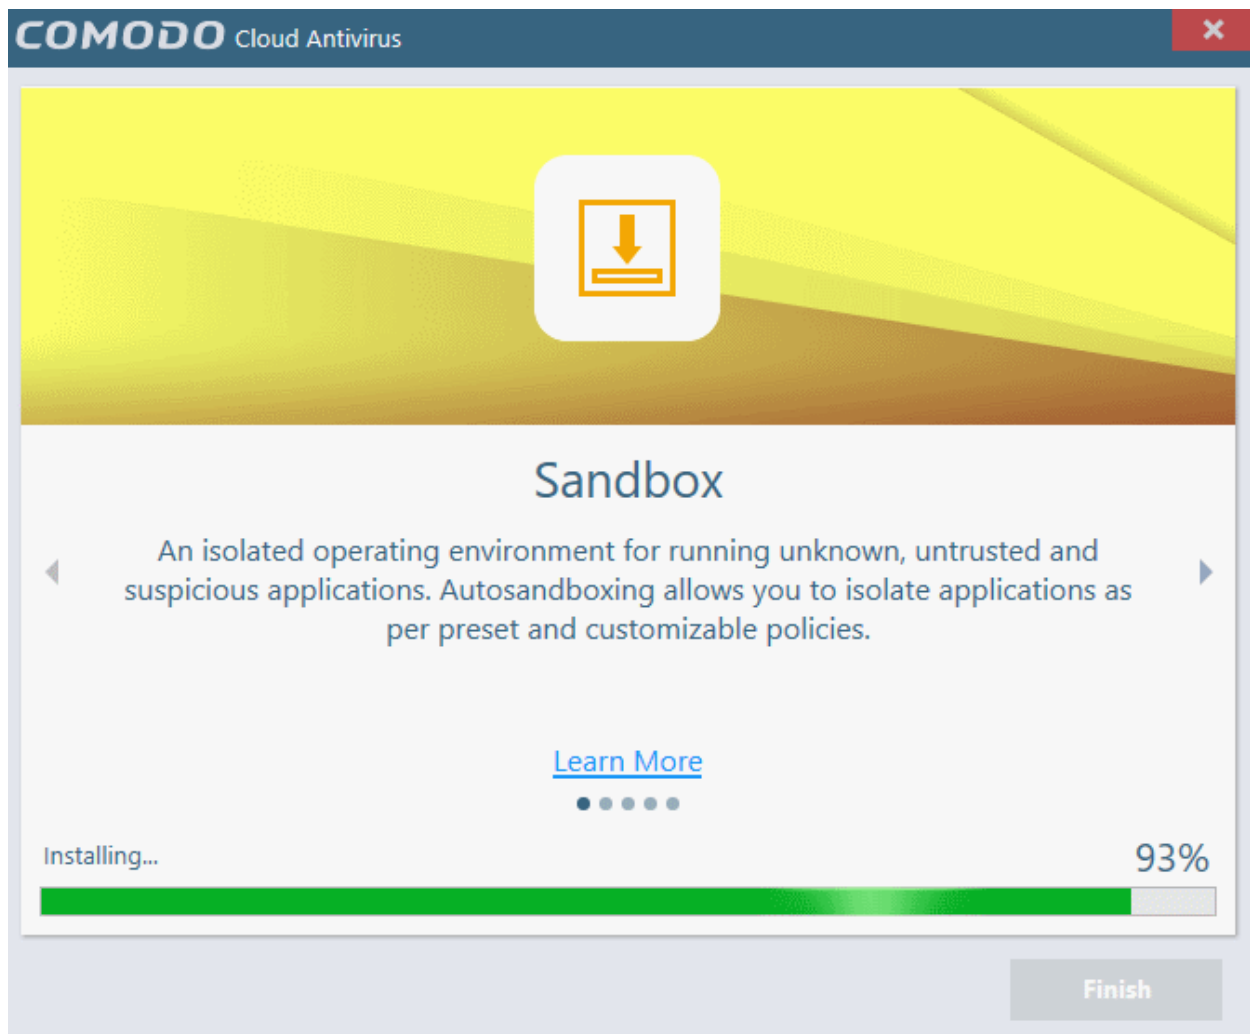 COMODO Cloud Antivirus
Sandbox
An isolated operating environment for running unknown, untrusted and
suspicious applications. Autosandboxing allows you to isolate applications as
per preset and customizable policies.
Learn More
Installing...
93%
Finish